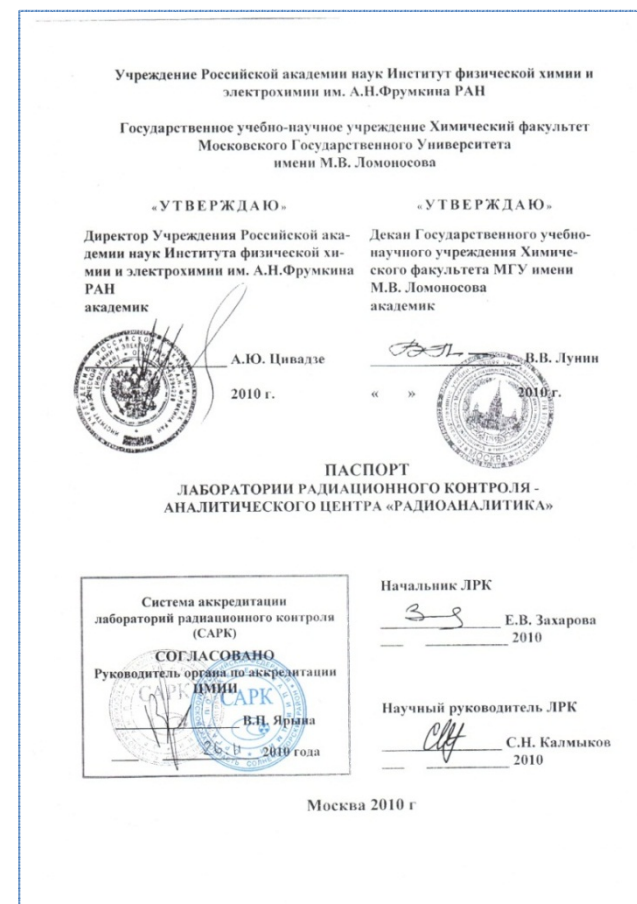 Учреждение Российской академии наук Институт физической химии и
электрохимии им. А.Н.Фрумкина РАН
Государственное учебно-научное учреждение Химический факультет
Московского Государственного Университета
имени М.В. Ломоносова
«УТВЕРЖДАЮ»
Директор Учреждения Российской ака-
демии наук Института физической хи-
мии и электрохимии им. А.Н.Фрумкина
РАН
академик
А.Ю. Цивадзе
2010 г.
«УТВЕРЖДАЮ»
Декан Государственного учебно-
научного учреждения Химиче-
ского факультета МГУ имени
М.В. Ломоносова
академик
В.В. Лунин
« » 2010 г.
ПАСПОРТ
ЛАБОРАТОРИИ РАДИАЦИОННОГО КОНТРОЛЯ -
АНАЛИТИЧЕСКОГО ЦЕНТРА «РАДИОАНАЛИТИКА»
Система аккредитации
лабораторий радиационного контроля
(САРК)
СОГЛАСОВАНО
Руководитель органа по аккредитации
ЦМИИ
В.П. Ярына
2010 года
САРК
САРК
Начальник ЛРК
Е.В. Захарова
2010
Научный руководитель ЛРК
С.Н. Калмыков
2010
Москва 2010 г